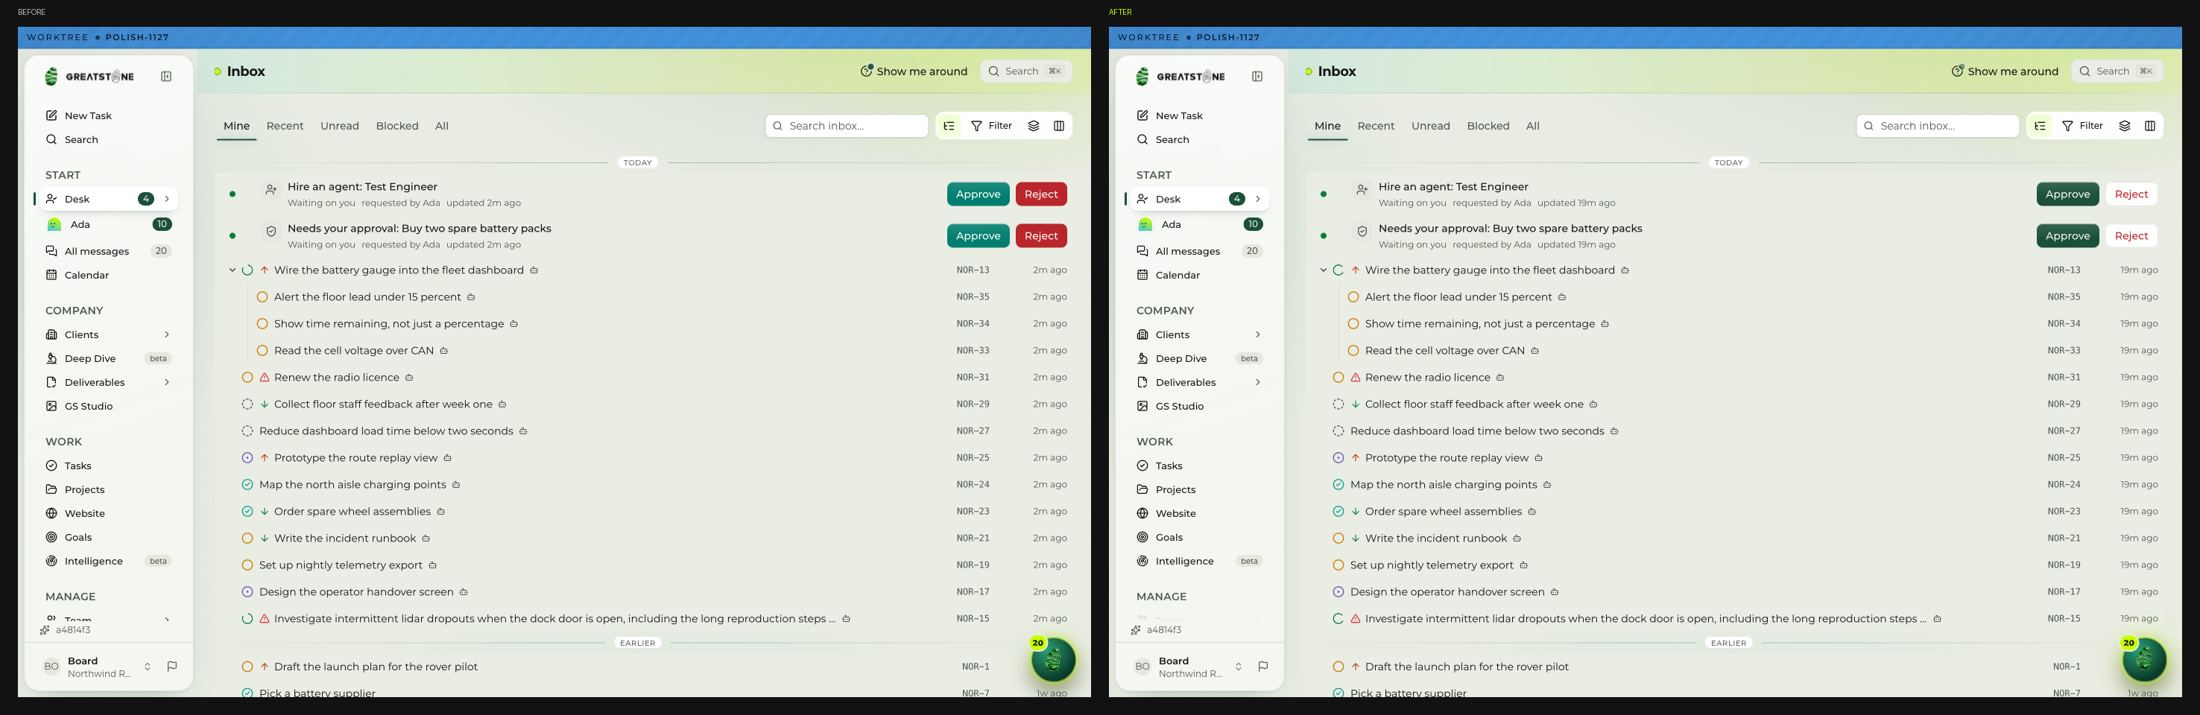 BEFORE
WORKTREE POLISH-1127
GREATSTONE
Inbox
Show me around
Search ⌘K
New Task
Search
START
Desk 4
Ada 10
All messages 20
Calendar
COMPANY
Clients
Deep Dive beta
Deliverables
GS Studio
WORK
Tasks
Projects
Website
Goals
Intelligence beta
MANAGE
Team
a4814f3
BO Board
Northwind R...
Mine Recent Unread Blocked All
Search inbox...
Filter
TODAY
Hire an agent: Test Engineer
Waiting on you requested by Ada updated 2m ago
Approve Reject
Needs your approval: Buy two spare battery packs
Waiting on you requested by Ada updated 2m ago
Approve Reject
Wire the battery gauge into the fleet dashboard NOR-13 2m ago
Alert the floor lead under 15 percent NOR-35 2m ago
Show time remaining, not just a percentage NOR-34 2m ago
Read the cell voltage over CAN NOR-33 2m ago
Renew the radio licence NOR-31 2m ago
Collect floor staff feedback after week one NOR-29 2m ago
Reduce dashboard load time below two seconds NOR-27 2m ago
Prototype the route replay view NOR-25 2m ago
Map the north aisle charging points NOR-24 2m ago
Order spare wheel assemblies NOR-23 2m ago
Write the incident runbook NOR-21 2m ago
Set up nightly telemetry export NOR-19 2m ago
Design the operator handover screen NOR-17 2m ago
Investigate intermittent lidar dropouts when the dock door is open, including the long reproduction steps ... NOR-15 2m ago
EARLIER
20
Draft the launch plan for the rover pilot NOR-1
Pick a battery supplier NOR-7 1w ago
AFTER
WORKTREE POLISH-1127
GREATSTONE
Inbox
Show me around
Search ⌘K
New Task
Search
START
Desk 4
Ada 10
All messages 20
Calendar
COMPANY
Clients
Deep Dive beta
Deliverables
GS Studio
WORK
Tasks
Projects
Website
Goals
Intelligence beta
MANAGE
a4814f3
BO Board
Northwind R...
Mine Recent Unread Blocked All
Search inbox...
Filter
TODAY
Hire an agent: Test Engineer
Waiting on you requested by Ada updated 19m ago
Approve Reject
Needs your approval: Buy two spare battery packs
Waiting on you requested by Ada updated 19m ago
Approve Reject
Wire the battery gauge into the fleet dashboard NOR-13 19m ago
Alert the floor lead under 15 percent NOR-35 19m ago
Show time remaining, not just a percentage NOR-34 19m ago
Read the cell voltage over CAN NOR-33 19m ago
Renew the radio licence NOR-31 19m ago
Collect floor staff feedback after week one NOR-29 19m ago
Reduce dashboard load time below two seconds NOR-27 19m ago
Prototype the route replay view NOR-25 19m ago
Map the north aisle charging points NOR-24 19m ago
Order spare wheel assemblies NOR-23 19m ago
Write the incident runbook NOR-21 19m ago
Set up nightly telemetry export NOR-19 19m ago
Design the operator handover screen NOR-17 19m ago
Investigate intermittent lidar dropouts when the dock door is open, including the long reproduction steps ... NOR-15 19m ago
EARLIER
20
Draft the launch plan for the rover pilot NOR-1
Pick a battery supplier NOR-7 1w ago